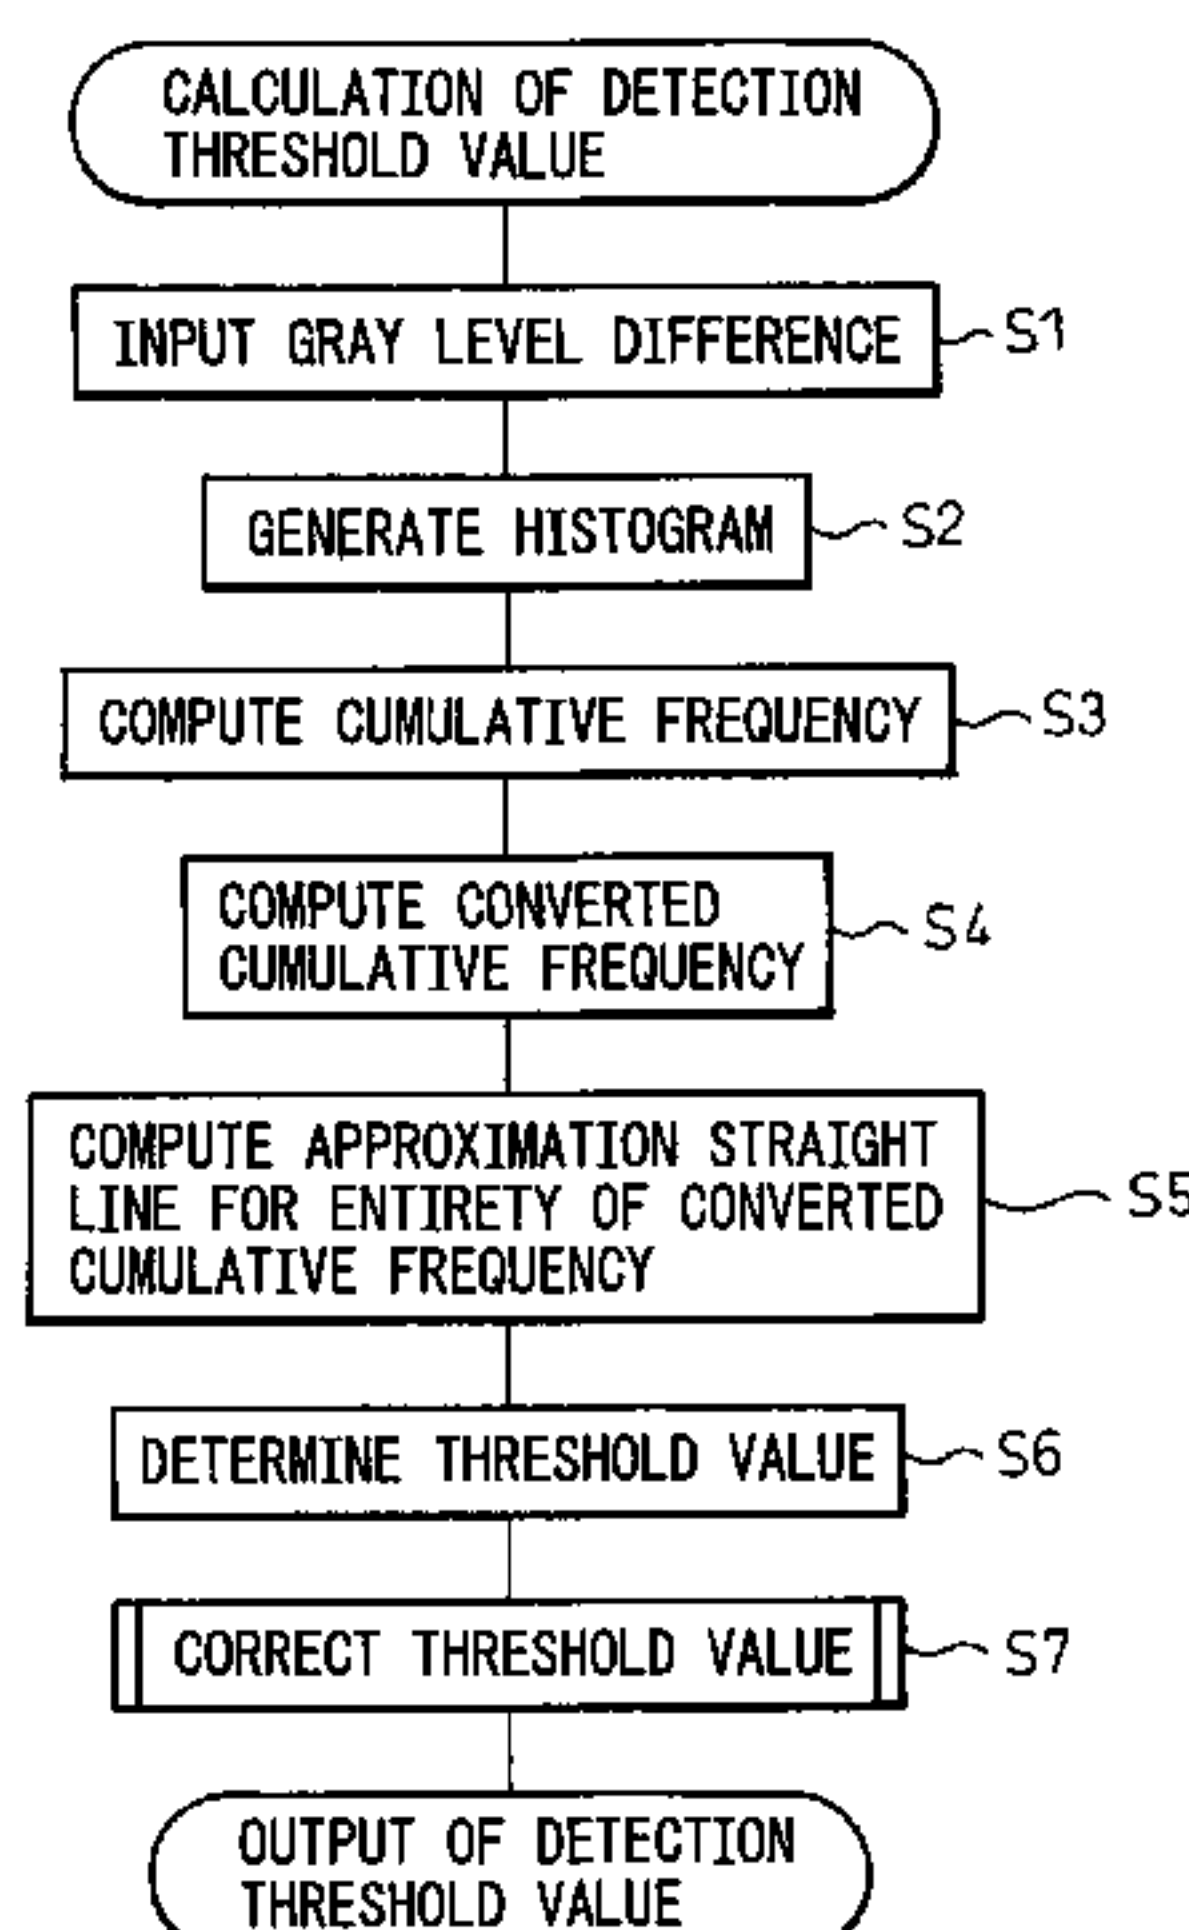 CALCULATION OF DETECTION
THRESHOLD VALUE
INPUT GRAY LEVEL DIFFERENCE
S1
GENERATE HISTOGRAM
S2
COMPUTE CUMULATIVE FREQUENCY
S3
COMPUTE CONVERTED
CUMULATIVE FREQUENCY
S4
COMPUTE APPROXIMATION STRAIGHT
LINE FOR ENTIRETY OF CONVERTED
CUMULATIVE FREQUENCY
S5
DETERMINE THRESHOLD VALUE
S6
CORRECT THRESHOLD VALUE
S7
OUTPUT OF DETECTION
THRESHOLD VALUE